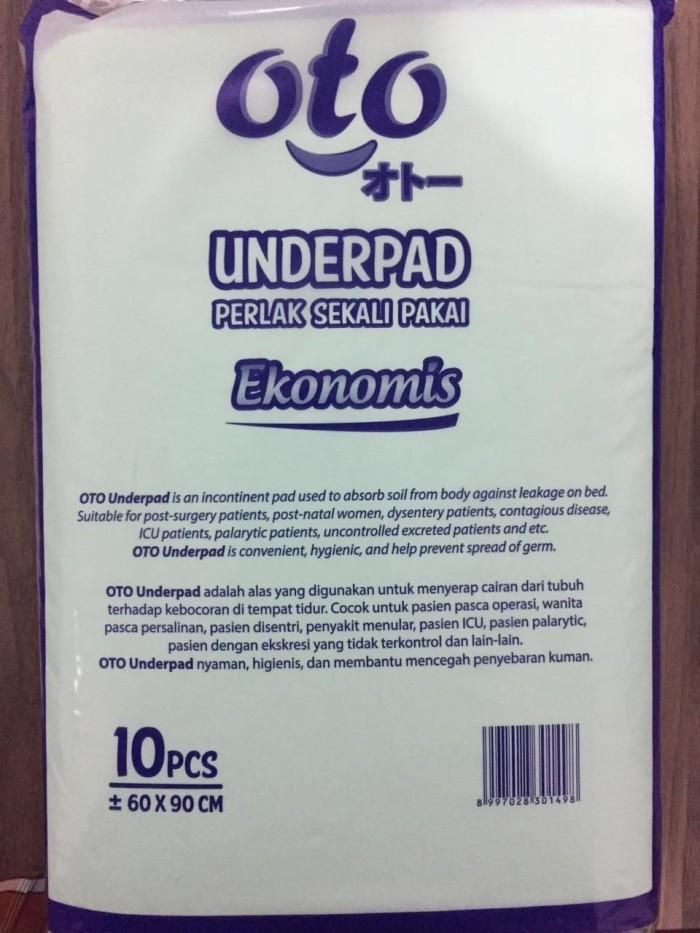 oto
オトー
UNDERPAD
PERLAK SEKALI PAKAI
Ekonomis
OTO Underpad is an incontinent pad used to absorb soil from body against leakage on bed.
Suitable for post-surgery patients, post-natal women, dysentery patients, contagious disease,
ICU patients, palarytic patients, uncontrolled excreted patients and etc.
OTO Underpad is convenient, hygienic, and help prevent spread of germ.
OTO Underpad adalah alas yang digunakan untuk menyerap cairan dari tubuh
terhadap kebocoran di tempat tidur. Cocok untuk pasien pasca operasi, wanita
pasca persalinan, pasien disentri, penyakit menular, pasien ICU, pasien palarytic,
pasien dengan ekskresi yang tidak terkontrol dan lain-lain.
OTO Underpad nyaman, higienis, dan membantu mencegah penyebaran kuman.
10 PCS
± 60 X 90 CM
8 997028 301498